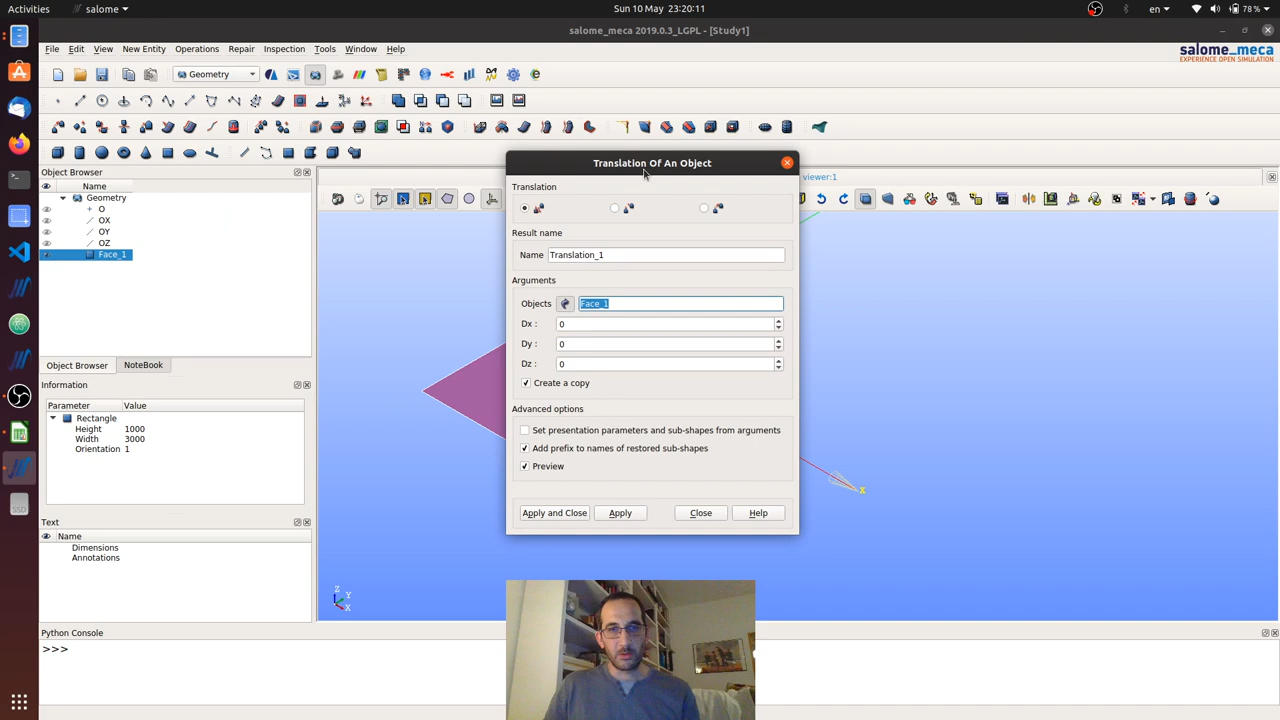 Activities
salome
Sun 10 May 23:20:11
en
78 %
salome_meca 2019.0.3_LGPL - [Study1]
File Edit View New Entity Operations Repair Inspection Tools Window Help
salome_meca
EXPERIENCE OPEN SIMULATION
Geometry
Object Browser
Name
Geometry
O
OX
OY
OZ
Face_1
Object Browser NoteBook
Information
Parameter Value
Rectangle
Height 1000
Width 3000
Orientation 1
Text
Name
Dimensions
Annotations
viewer:1
Translation Of An Object
Translation
Result name
Name Translation_1
Arguments
Objects Face_1
Dx : 0
Dy : 0
Dz : 0
Create a copy
Advanced options
Set presentation parameters and sub-shapes from arguments
Add prefix to names of restored sub-shapes
Preview
Apply and Close Apply Close Help
X
Z
Y
X
Python Console
>>>
SSD